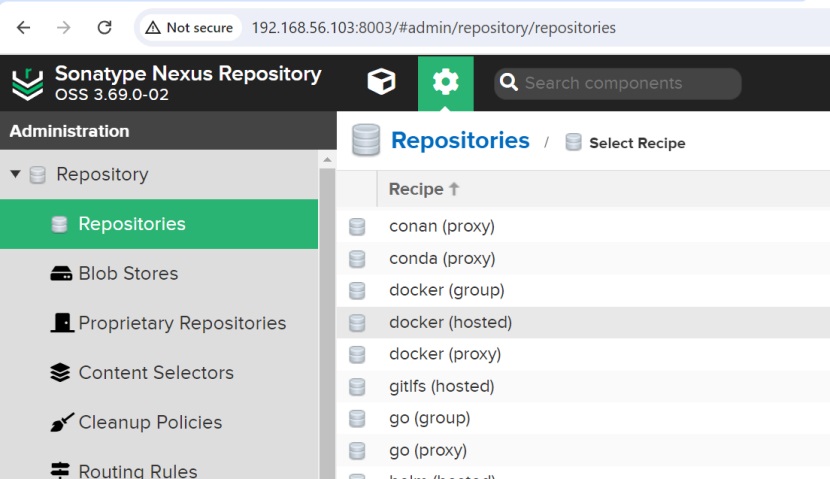 Not secure 192.168.56.103:8003/#admin/repository/repositories
Sonatype Nexus Repository
OSS 3.69.0-02
Search components
Administration
Repositories / Select Recipe
Repository
Recipe
Repositories
Blob Stores
Proprietary Repositories
Content Selectors
Cleanup Policies
Routing Rules
conan (proxy)
conda (proxy)
docker (group)
docker (hosted)
docker (proxy)
gitlfs (hosted)
go (group)
go (proxy)
helm (hosted)